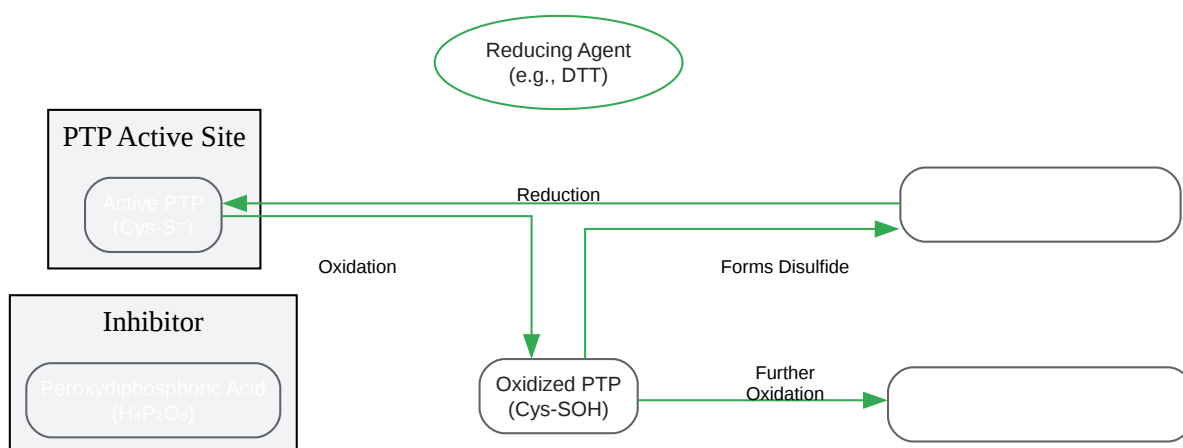 Reducing Agent
(e.g., DTT)
PTP Active Site
Active PTP
(Cys-S⁻)
Reduction
Oxidation
Forms Disulfide
Inhibitor
Peroxydiphosphoric Acid
(H₄P₂O₈)
Oxidized PTP
(Cys-SOH)
Further
Oxidation